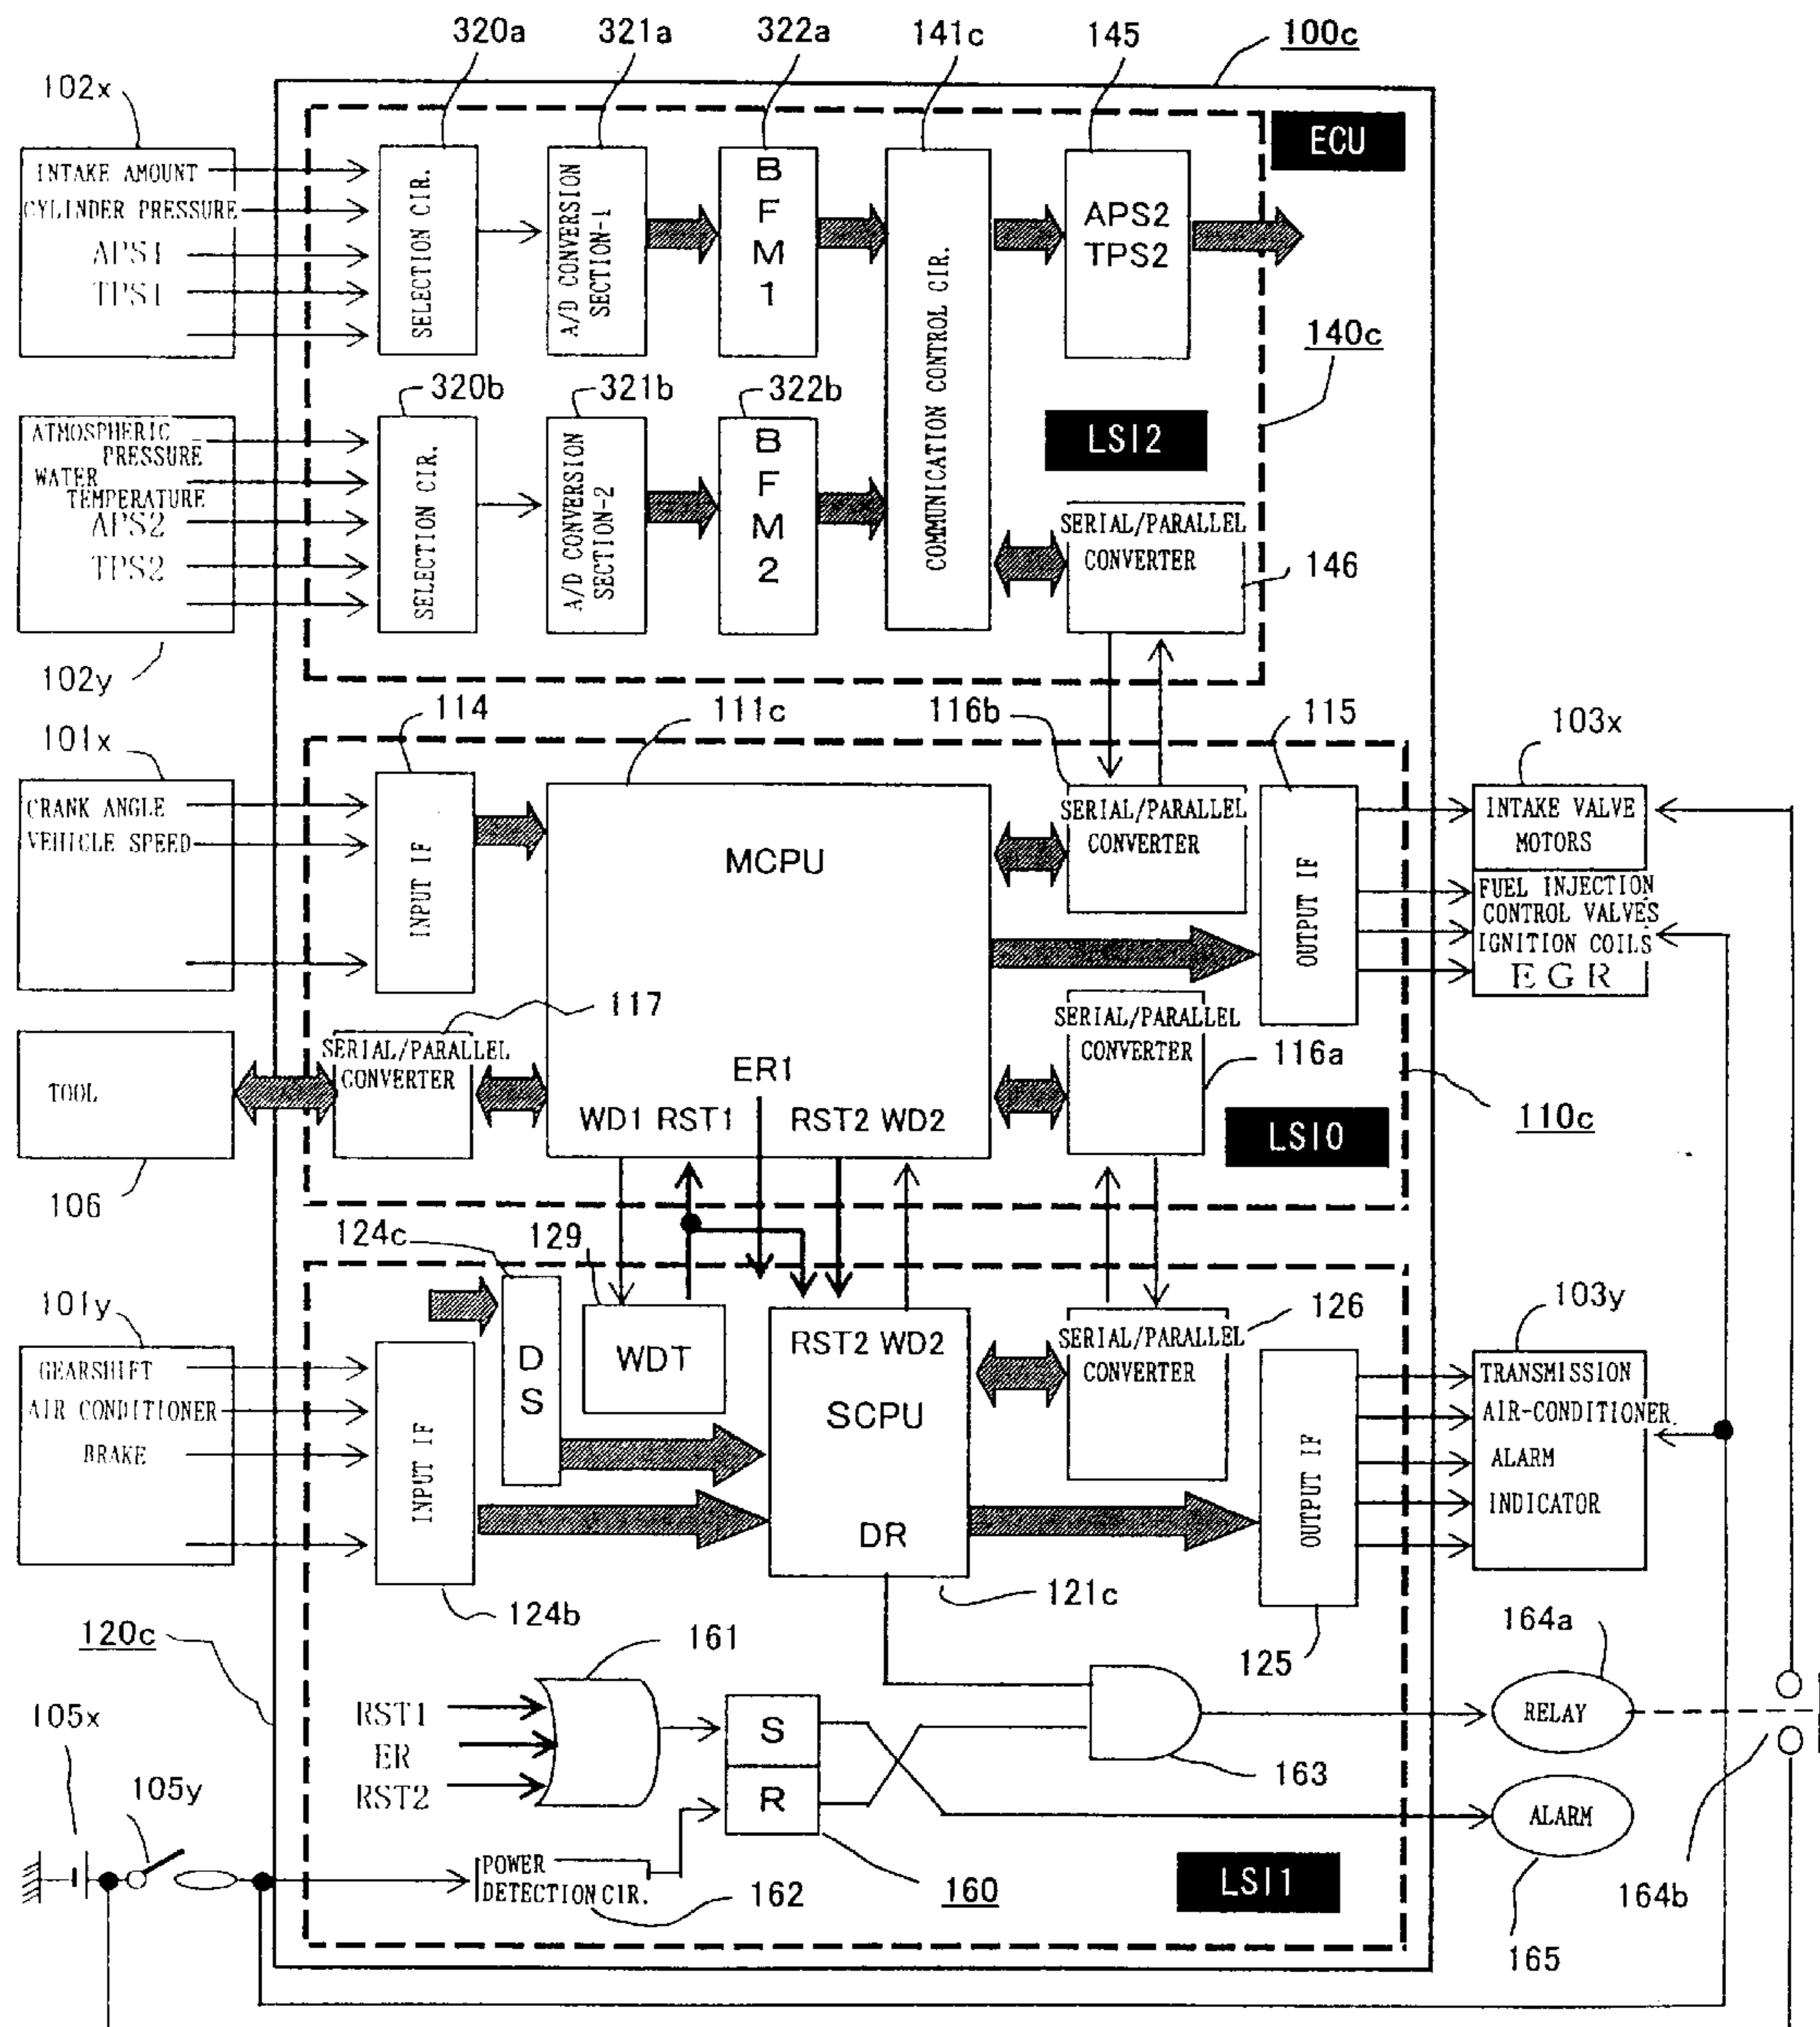 320a 321a 322a 141c 145 100c
102x
ECU
INTAKE AMOUNT
CYLINDER PRESSURE
APS1
TPS1
SELECTION CIR.
A/D CONVERSION SECTION-1
B F M 1
COMMUNICATION CONTROL CIR.
APS2
TPS2
140c
320b 321b 322b
LSI2
ATMOSPHERIC
PRESSURE
WATER
TEMPERATURE
APS2
TPS2
SELECTION CIR.
A/D CONVERSION SECTION-2
B F M 2
SERIAL/PARALLEL
CONVERTER
146
102y
101x 114 111c 116b 115 103x
CRANK ANGLE
VEHICLE SPEED
INPUT IF
MCPU
SERIAL/PARALLEL
CONVERTER
OUTPUT IF
INTAKE VALVE
MOTORS
FUEL INJECTION
CONTROL VALVES
IGNITION COILS
EGR
117
TOOL
SERIAL/PARALLEL
CONVERTER
ER1
WD1 RST1 RST2 WD2
SERIAL/PARALLEL
CONVERTER
116a
110c
LSI0
106
124c 129
101y
126
103y
GEARSHIFT
AIR CONDITIONER
BRAKE
INPUT IF
D S
WDT
RST2 WD2
SCPU
DR
SERIAL/PARALLEL
CONVERTER
OUTPUT IF
TRANSMISSION
AIR-CONDITIONER.
ALARM
INDICATOR
124b
121c
125
120c
161
164a
105x
105y
RST1
ER
RST2
S
R
163
RELAY
ALARM
POWER
DETECTION CIR.
162
160
LSI1
164b
165